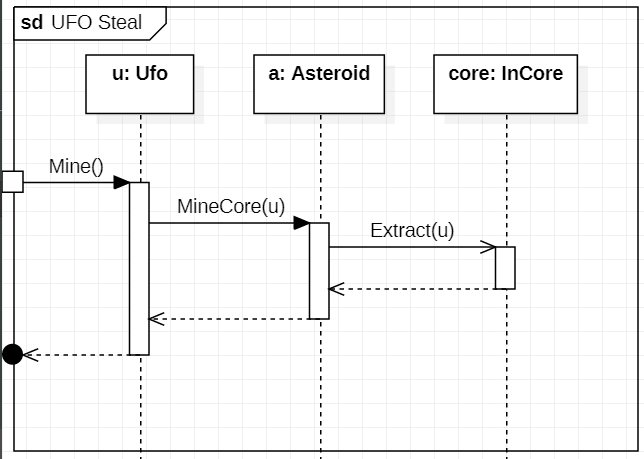 sd UFO Steal
u: Ufo
a: Asteroid
core: InCore
Mine()
MineCore(u)
Extract(u)